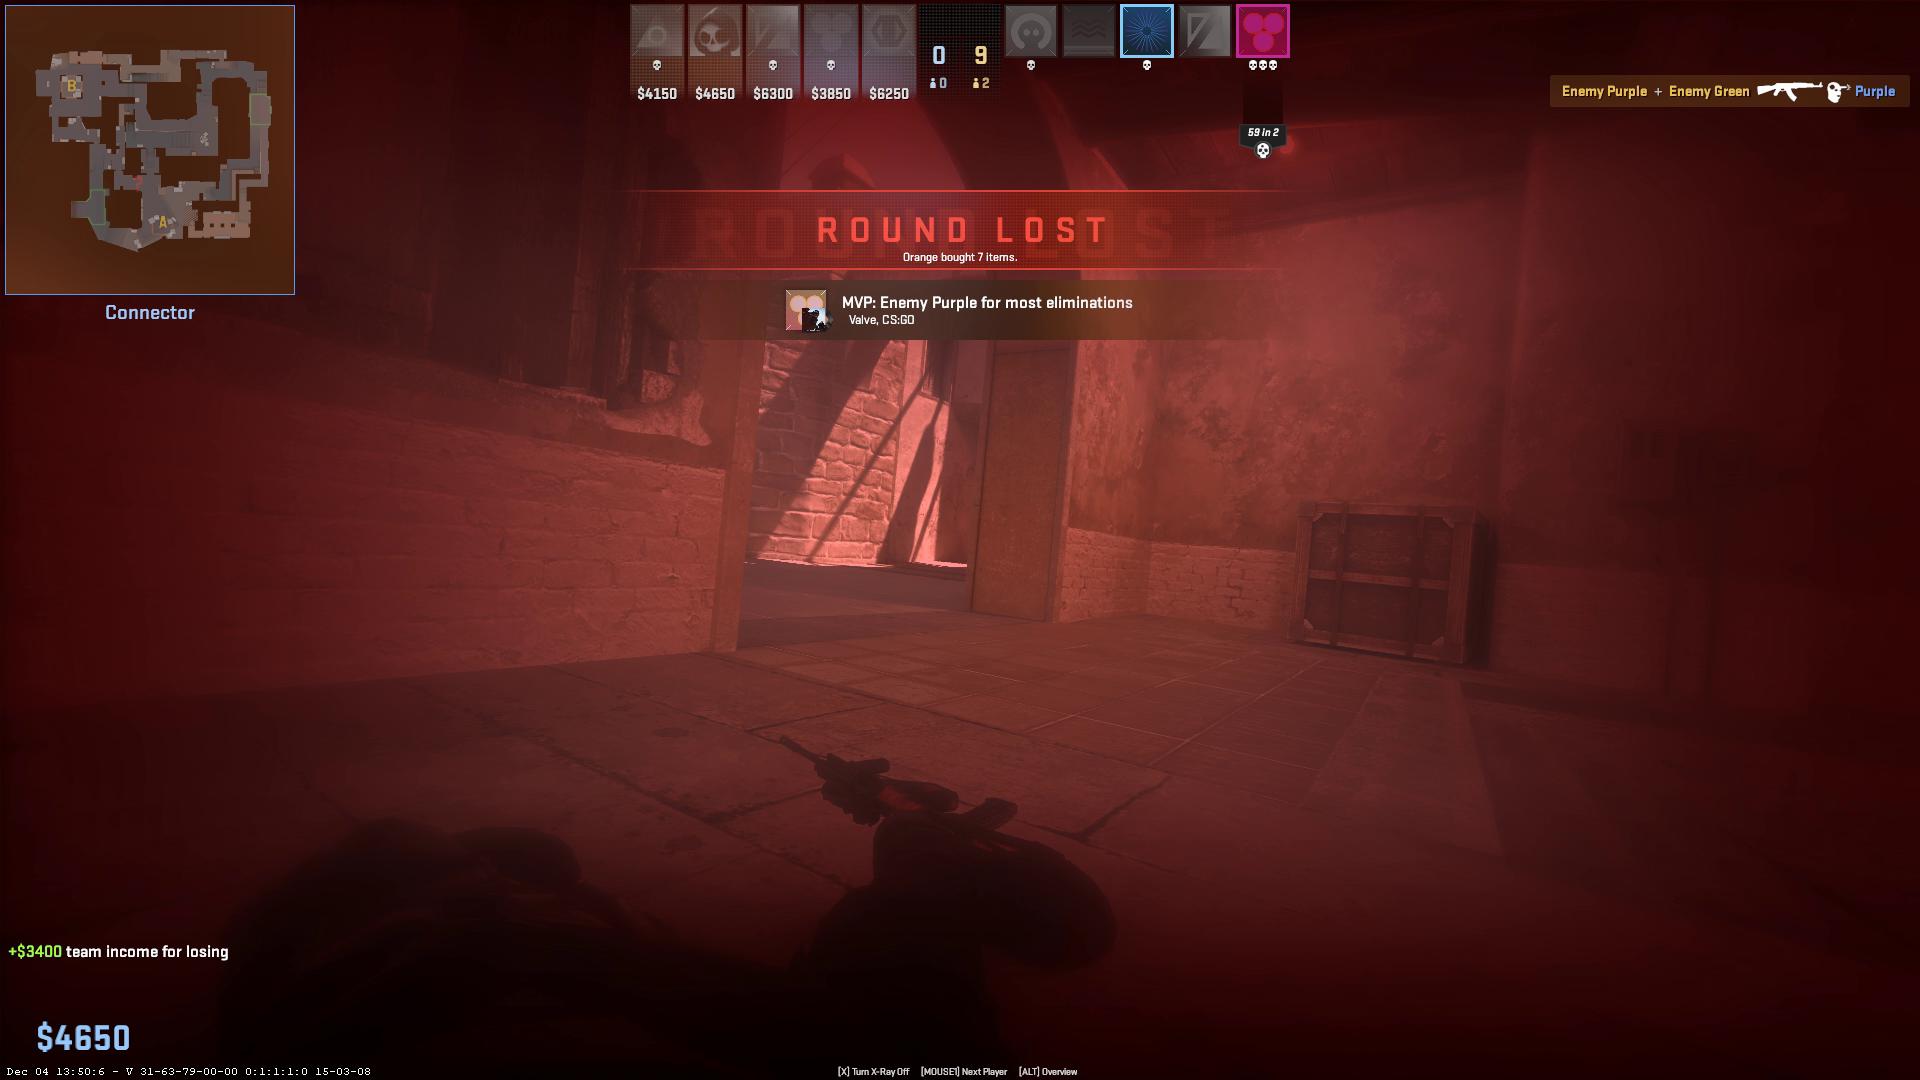 B
A
Connector
0 9
0 2
$4150 $4650 $6300 $3850 $6250
59 in 2
Enemy Purple + Enemy Green Purple
ROUND LOST
Orange bought 7 items.
MVP: Enemy Purple for most eliminations
Valve, CS:GO
+$3400 team income for losing
$4650
Dec 04 13:50:6 - V 31-63-79-00-00 0:1:1:1:0 15-03-08
[X] Turn X-Ray Off [MOUSE1] Next Player [ALT] Overview